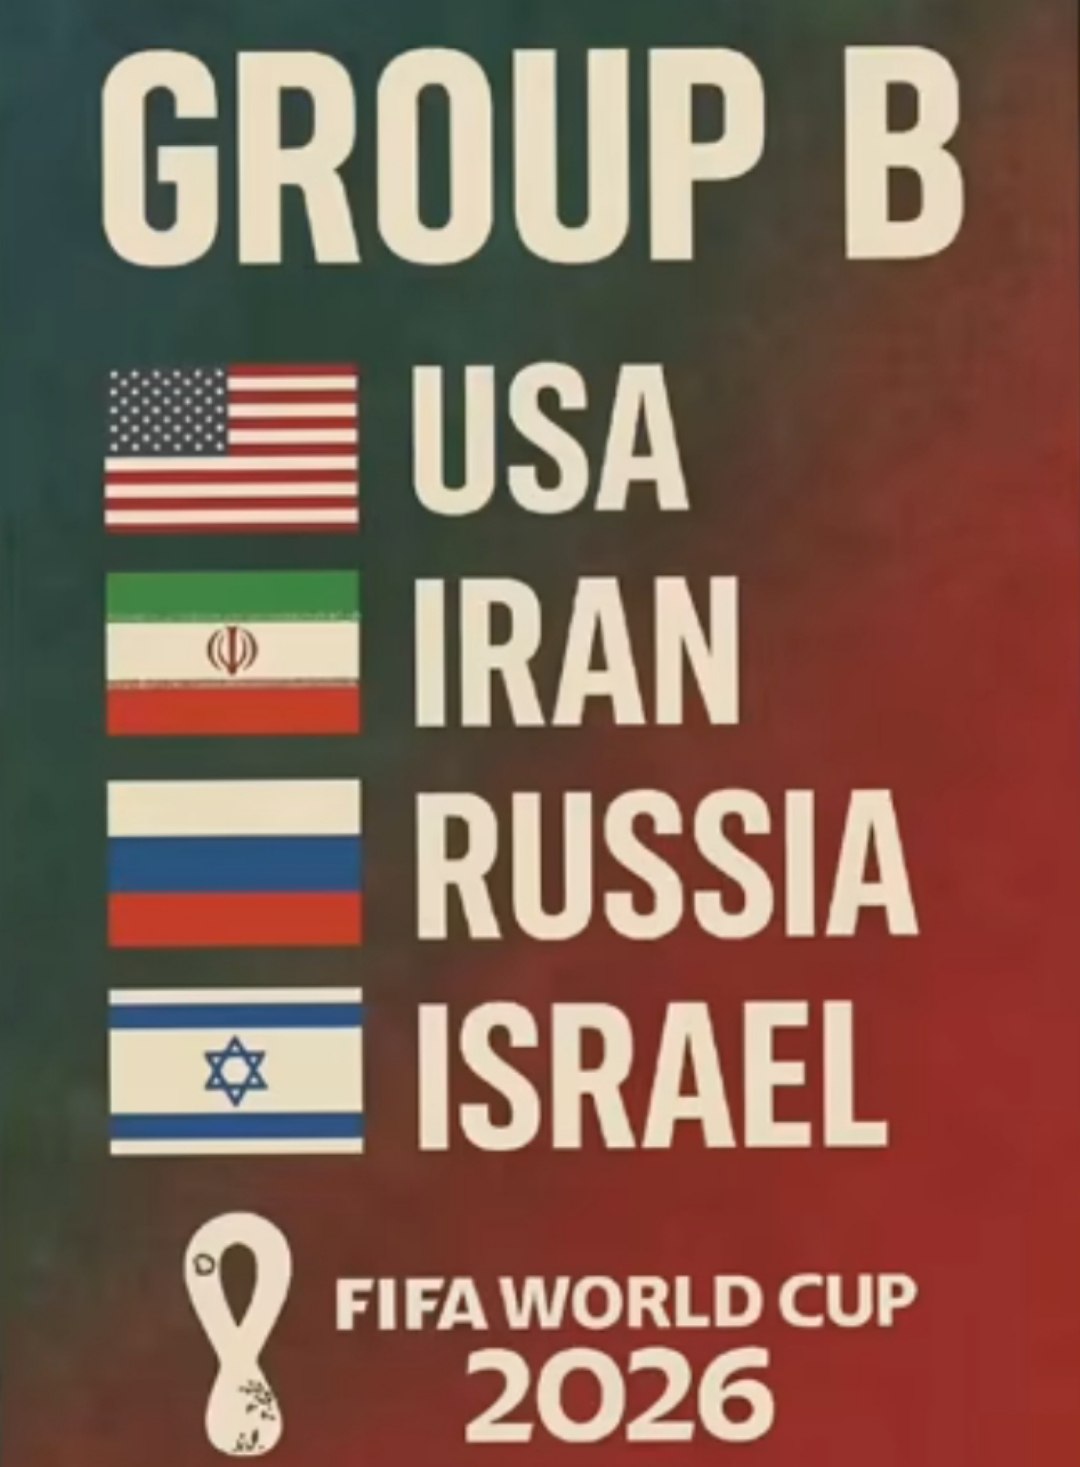 GROUP B
USA
IRAN
RUSSIA
ISRAEL
FIFA WORLD CUP
2026